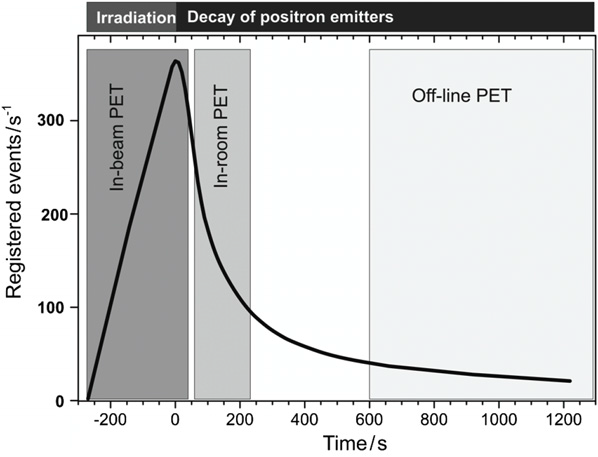 Irradiation Decay of positron emitters
Registered events/s⁻¹
300
200
100
0
In-beam PET
In-room PET
Off-line PET
-200 0 200 400 600 800 1000 1200
Time/s